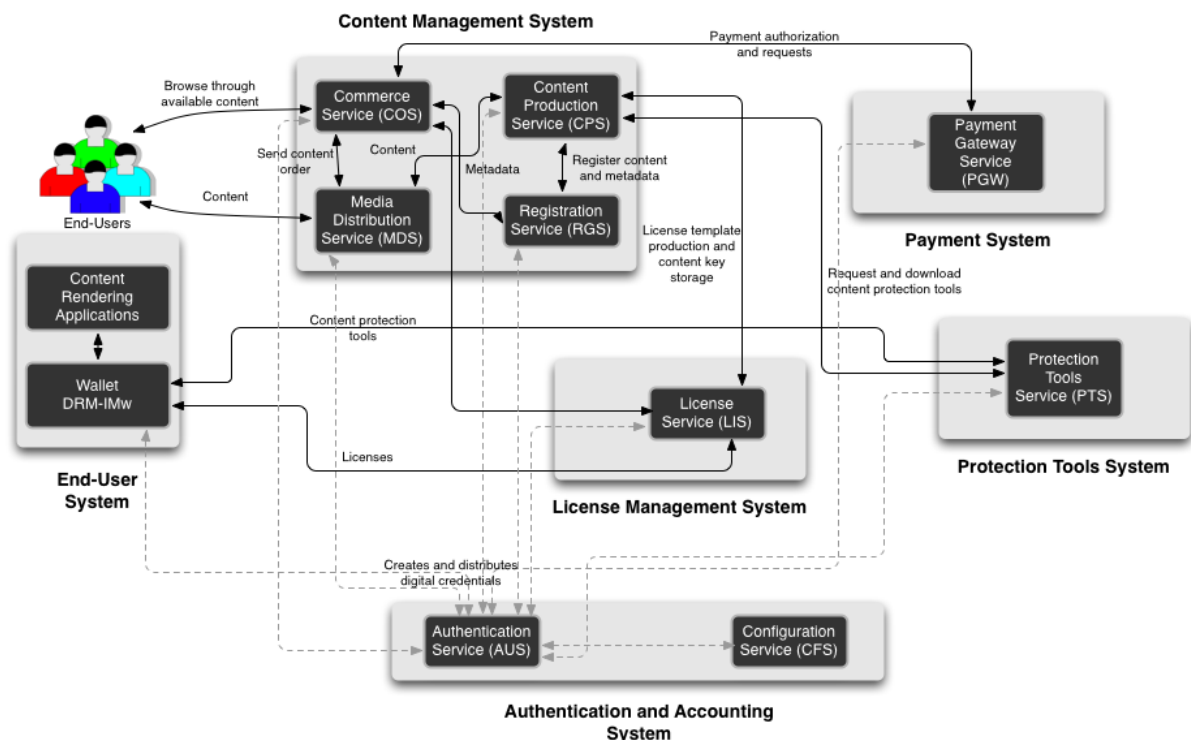 Content Management System
Payment authorization
and requests
Browse through
available content
Commerce
Service (COS)
Content
Production
Service (CPS)
Payment
Gateway
Service
(PGW)
Send content
order
Content
Metadata
Register content
and metadata
Content
End-Users
Media
Distribution
Service (MDS)
Registration
Service (RGS)
License template
production and
content key
storage
Payment System
Request and download
content protection tools
Content
Rendering
Applications
Content protection
tools
Wallet
DRM-IMw
Protection
Tools
Service (PTS)
License
Service (LIS)
Licenses
End-User
System
Protection Tools System
License Management System
Creates and distributes
digital credentials
Authentication
Service (AUS)
Configuration
Service (CFS)
Authentication and Accounting
System